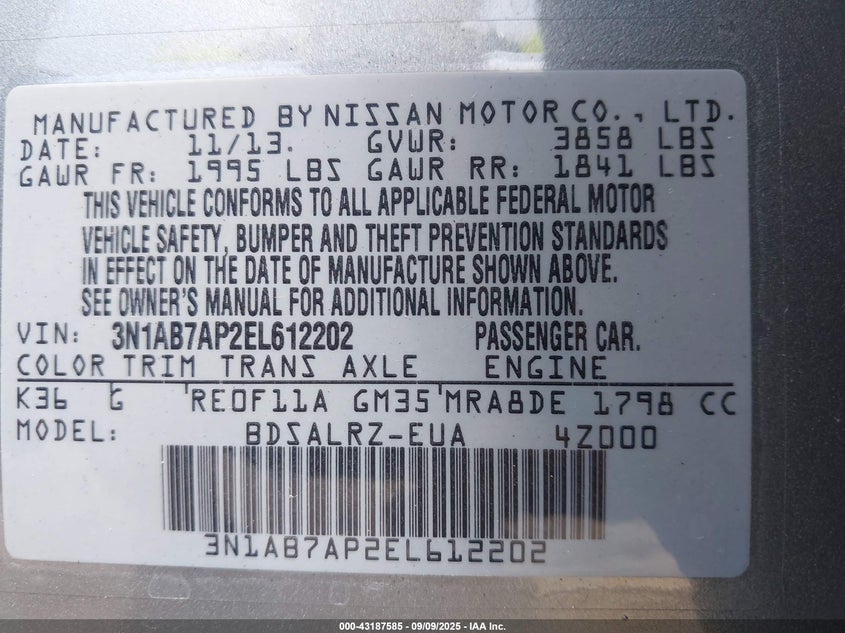 MANUFACTURED BY NISSAN MOTOR CO., LTD.
DATE: 11/13. GVWR: 3858 LBS
GAWR FR: 1995 LBS GAWR RR: 1841 LBS
THIS VEHICLE CONFORMS TO ALL APPLICABLE FEDERAL MOTOR
VEHICLE SAFETY, BUMPER AND THEFT PREVENTION STANDARDS
IN EFFECT ON THE DATE OF MANUFACTURE SHOWN ABOVE.
SEE OWNER'S MANUAL FOR ADDITIONAL INFORMATION.
VIN: 3N1AB7AP2EL612202 PASSENGER CAR.
COLOR TRIM TRANS AXLE ENGINE
K36 G RE0F11A GM35 MRA8DE 1798 CC
MODEL: BDSALRZ-EUA 4Z000
3N1AB7AP2EL612202
000-43187585 - 09/09/2025 - IAA Inc.